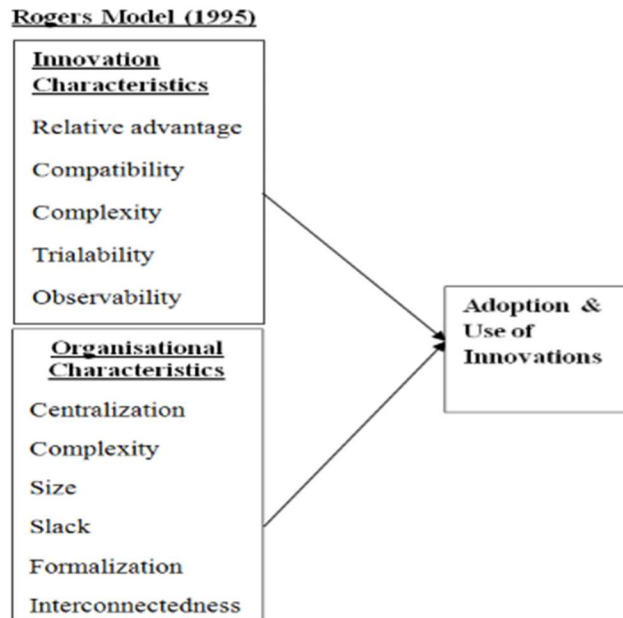 Rogers Model (1995)
Innovation
Characteristics
Relative advantage
Compatibility
Complexity
Trialability
Observability
Organisational
Characteristics
Centralization
Complexity
Size
Slack
Formalization
Interconnectedness
Adoption &
Use of
Innovations